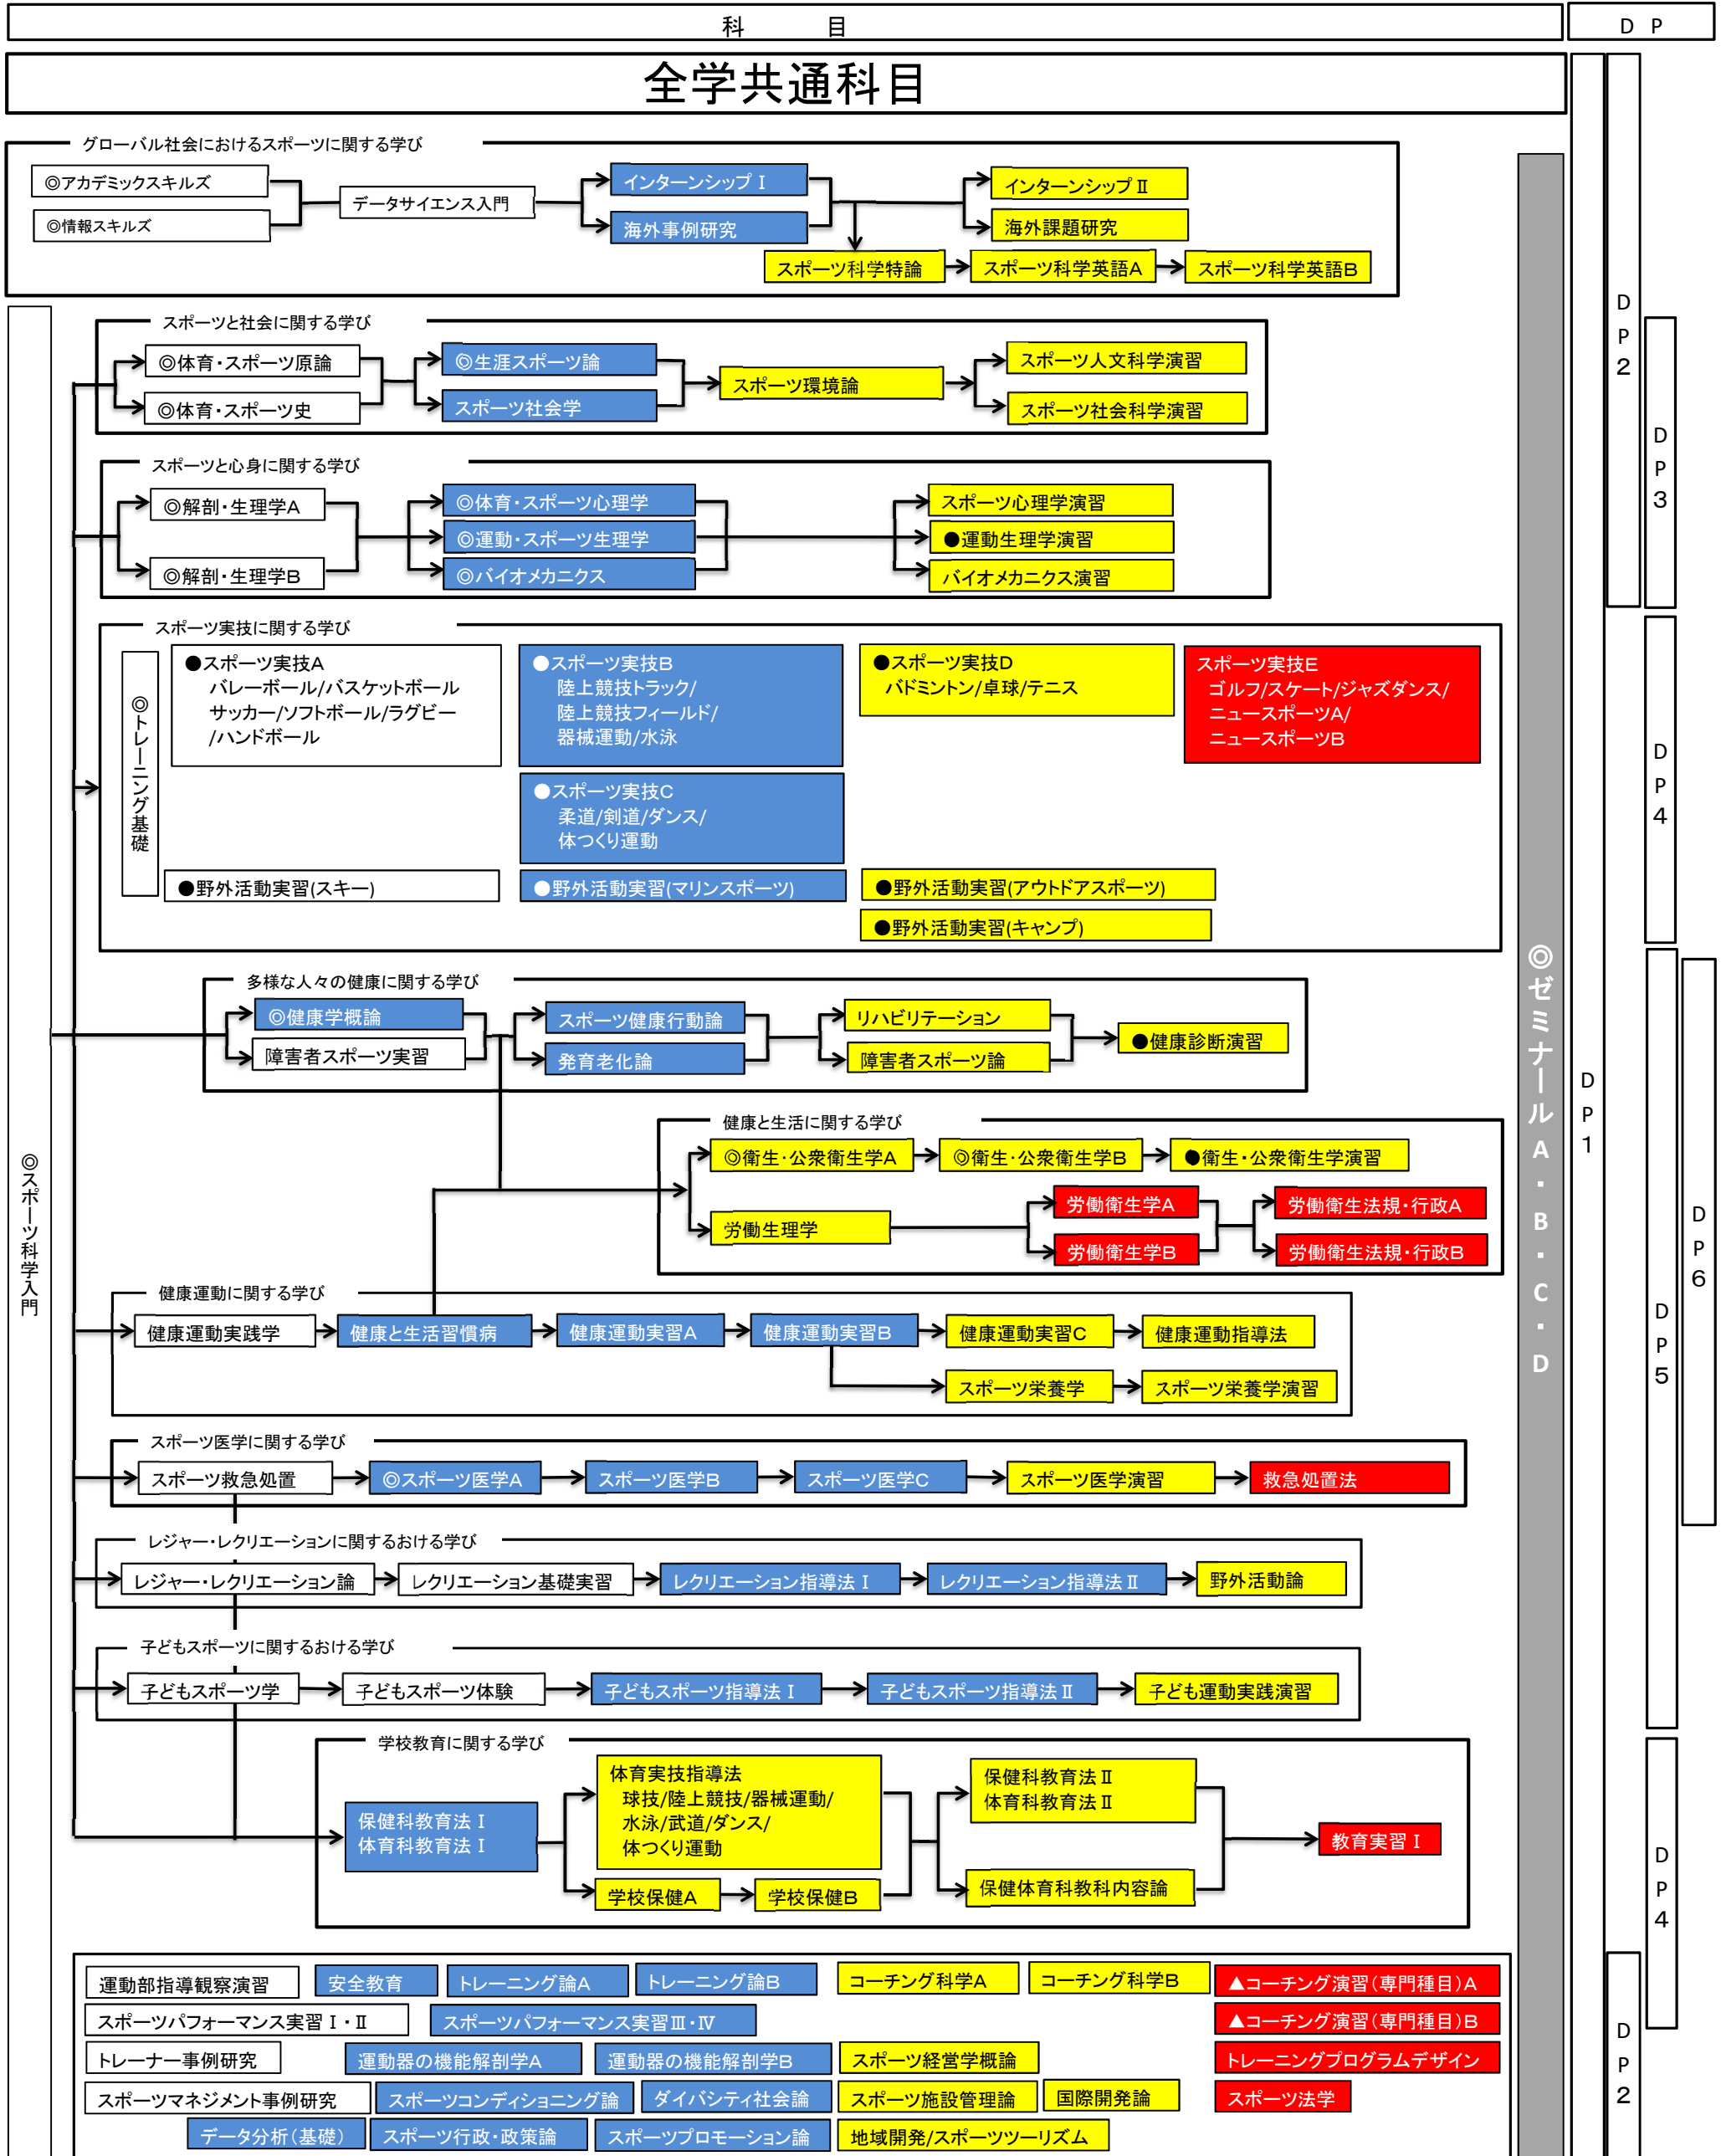 科　目
DP
全学共通科目
グローバル社会におけるスポーツに関する学び
◎アカデミックスキルズ
◎情報スキルズ
データサイエンス入門
インターンシップⅠ
海外事例研究
インターンシップⅡ
海外課題研究
スポーツ科学特論
スポーツ科学英語A
スポーツ科学英語B
スポーツと社会に関する学び
◎体育・スポーツ原論
◎体育・スポーツ史
◎生涯スポーツ論
スポーツ社会学
スポーツ環境論
スポーツ人文科学演習
スポーツ社会科学演習
スポーツと心身に関する学び
◎解剖・生理学A
◎解剖・生理学B
◎体育・スポーツ心理学
◎運動・スポーツ生理学
◎バイオメカニクス
スポーツ心理学演習
●運動生理学演習
バイオメカニクス演習
スポーツ実技に関する学び
◎トレーニング基礎
●スポーツ実技A
バレーボール/バスケットボール
サッカー/ソフトボール/ラグビー
/ハンドボール
●スポーツ実技B
陸上競技トラック/
陸上競技フィールド/
器械運動/水泳
●スポーツ実技C
柔道/剣道/ダンス/
体つくり運動
●スポーツ実技D
バドミントン/卓球/テニス
スポーツ実技E
ゴルフ/スケート/ジャズダンス/
ニュースポーツA/
ニュースポーツB
●野外活動実習(スキー)
●野外活動実習(マリンスポーツ)
●野外活動実習(アウトドアスポーツ)
●野外活動実習(キャンプ)
多様な人々の健康に関する学び
◎健康学概論
障害者スポーツ実習
スポーツ健康行動論
発育老化論
リハビリテーション
障害者スポーツ論
●健康診断演習
健康と生活に関する学び
◎衛生・公衆衛生学A
◎衛生・公衆衛生学B
●衛生・公衆衛生学演習
労働生理学
労働衛生学A
労働衛生学B
労働衛生法規・行政A
労働衛生法規・行政B
健康運動に関する学び
健康運動実践学
健康と生活習慣病
健康運動実習A
健康運動実習B
健康運動実習C
健康運動指導法
スポーツ栄養学
スポーツ栄養学演習
スポーツ医学に関する学び
スポーツ救急処置
◎スポーツ医学A
スポーツ医学B
スポーツ医学C
スポーツ医学演習
救急処置法
レジャー・レクリエーションに関するおける学び
レジャー・レクリエーション論
レクリエーション基礎実習
レクリエーション指導法Ⅰ
レクリエーション指導法Ⅱ
野外活動論
子どもスポーツに関するおける学び
子どもスポーツ学
子どもスポーツ体験
子どもスポーツ指導法Ⅰ
子どもスポーツ指導法Ⅱ
子ども運動実践演習
学校教育に関する学び
保健科教育法Ⅰ
体育科教育法Ⅰ
体育実技指導法
球技/陸上競技/器械運動/
水泳/武道/ダンス/
体つくり運動
学校保健A
学校保健B
保健科教育法Ⅱ
体育科教育法Ⅱ
保健体育科教科内容論
教育実習Ⅰ
運動部指導観察演習
安全教育
トレーニング論A
トレーニング論B
コーチング科学A
コーチング科学B
▲コーチング演習(専門種目)A
スポーツパフォーマンス実習Ⅰ・Ⅱ
スポーツパフォーマンス実習Ⅲ・Ⅳ
▲コーチング演習(専門種目)B
トレーナー事例研究
運動器の機能解剖学A
運動器の機能解剖学B
スポーツ経営学概論
トレーニングプログラムデザイン
スポーツマネジメント事例研究
スポーツコンディショニング論
ダイバシティ社会論
スポーツ施設管理論
国際開発論
スポーツ法学
データ分析(基礎)
スポーツ行政・政策論
スポーツプロモーション論
地域開発/スポーツツーリズム
◎スポーツ科学入門
◎ゼミナールA・B・C・D
DP1
DP2
DP3
DP4
DP5
DP6
DP4
DP2